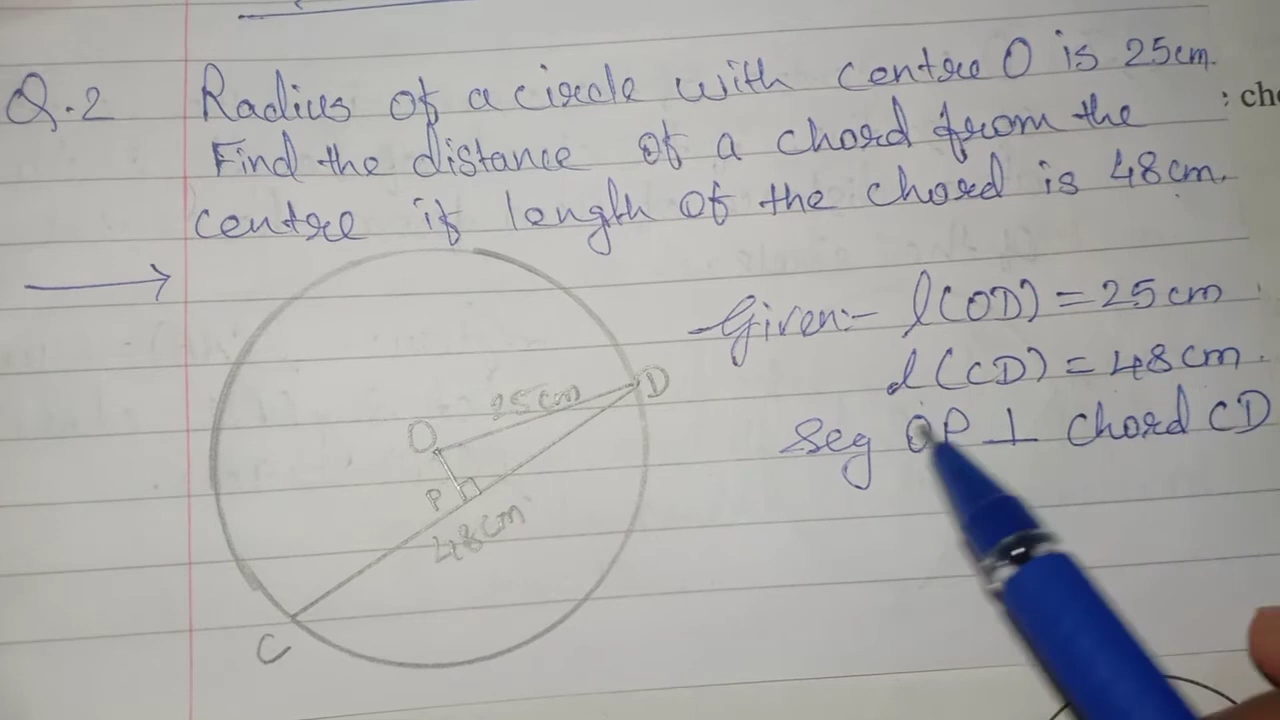 Q.2 Radius of a circle with centre O is 25cm.
: cho
Find the distance of a chord from the
centre if length of the chord is 48cm.
Given:- l(OD) = 25cm
l(CD) = 48cm.
seg OP ⊥ chord CD
D
25cm
O
P
48cm
C